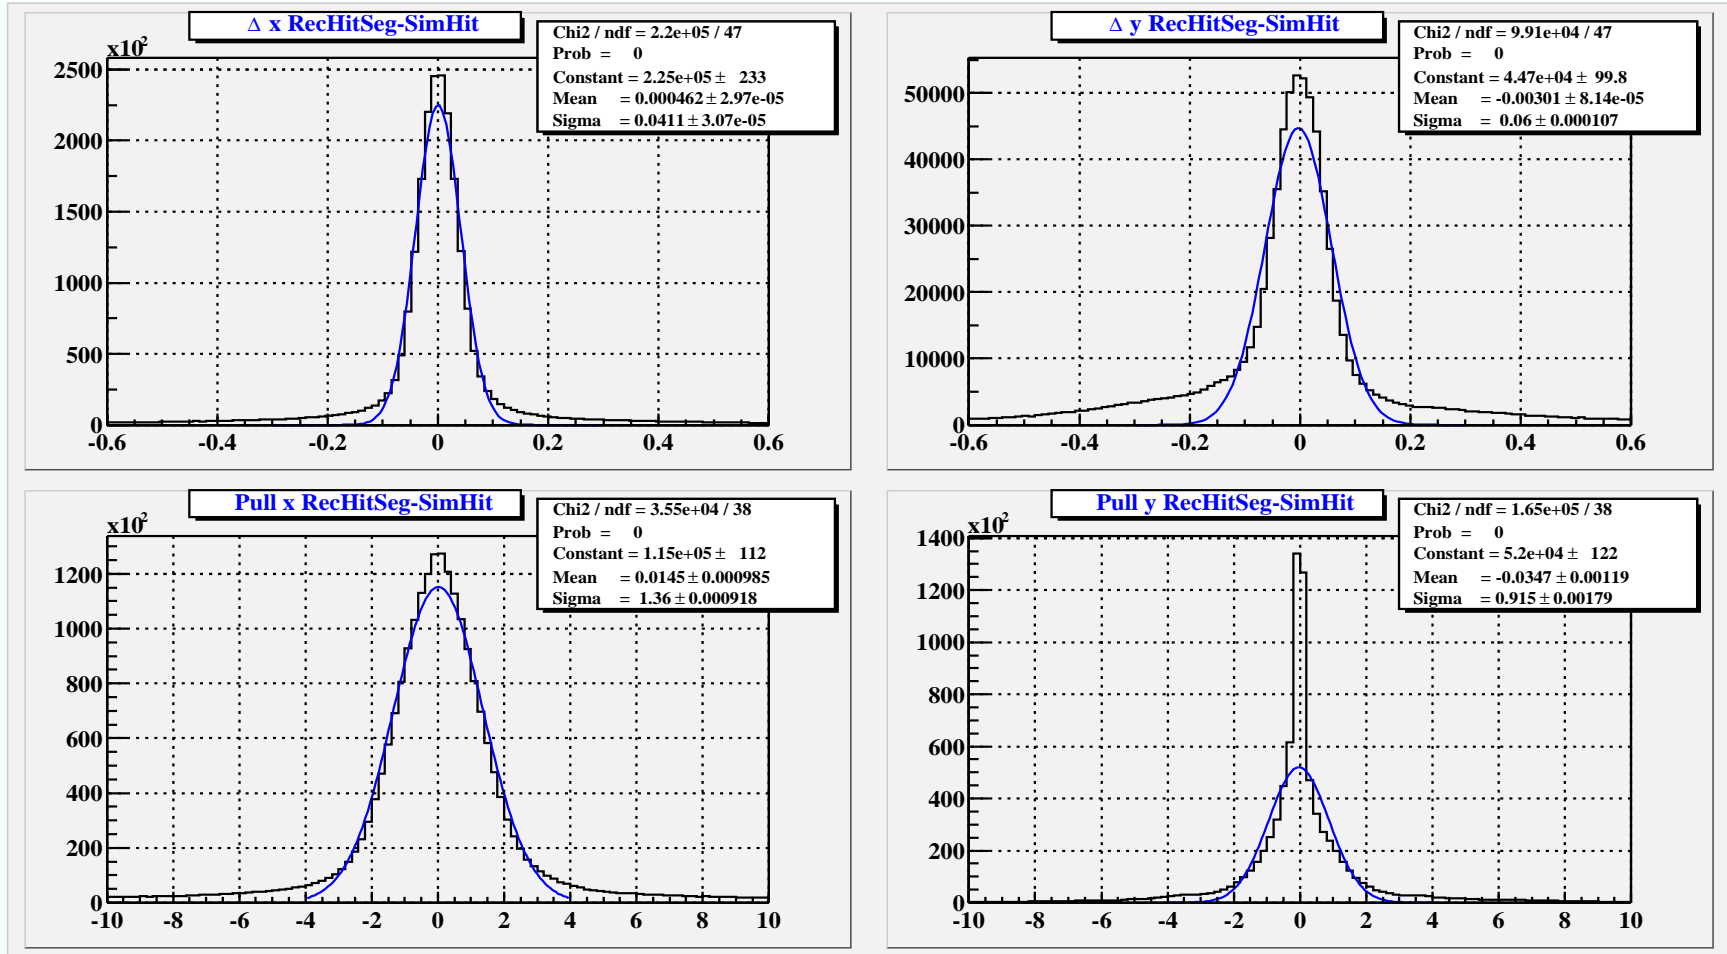 Δ x RecHitSeg-SimHit
Chi2 / ndf = 2.2e+05 / 47
Prob = 0
Constant = 2.25e+05 ± 233
Mean = 0.000462 ± 2.97e-05
Sigma = 0.0411 ± 3.07e-05
x10²
2500
2000
1500
1000
500
0
-0.6 -0.4 -0.2 0 0.2 0.4 0.6
Δ y RecHitSeg-SimHit
Chi2 / ndf = 9.91e+04 / 47
Prob = 0
Constant = 4.47e+04 ± 99.8
Mean = -0.00301 ± 8.14e-05
Sigma = 0.06 ± 0.000107
50000
40000
30000
20000
10000
0
-0.6 -0.4 -0.2 0 0.2 0.4 0.6
Pull x RecHitSeg-SimHit
Chi2 / ndf = 3.55e+04 / 38
Prob = 0
Constant = 1.15e+05 ± 112
Mean = 0.0145 ± 0.000985
Sigma = 1.36 ± 0.000918
x10²
1200
1000
800
600
400
200
0
-10 -8 -6 -4 -2 0 2 4 6 8 10
Pull y RecHitSeg-SimHit
Chi2 / ndf = 1.65e+05 / 38
Prob = 0
Constant = 5.2e+04 ± 122
Mean = -0.0347 ± 0.00119
Sigma = 0.915 ± 0.00179
x10²
1400
1200
1000
800
600
400
200
0
-10 -8 -6 -4 -2 0 2 4 6 8 10